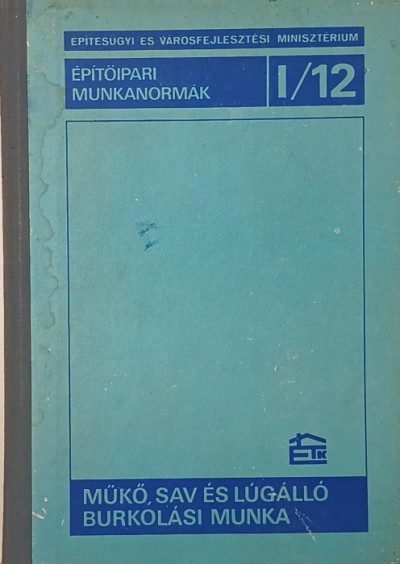 ÉPÍTÉSÜGYI ÉS VÁROSFEJLESZTÉSI MINISZTÉRIUM
ÉPÍTŐIPARI
MUNKANORMÁK
I/12
ÉTK
MŰKŐ, SAV ÉS LÚGÁLLÓ
BURKOLÁSI MUNKA